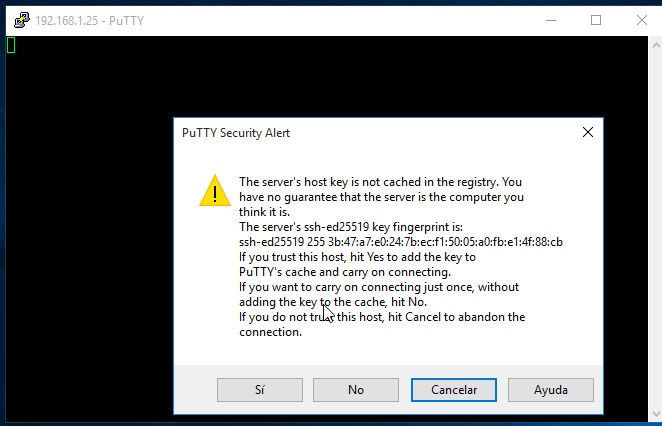 192.168.1.25 - PuTTY
PuTTY Security Alert
The server's host key is not cached in the registry. You
have no guarantee that the server is the computer you
think it is.
The server's ssh-ed25519 key fingerprint is:
ssh-ed25519 255 3b:47:a7:e0:24:7b:ec:f1:50:05:a0:fb:e1:4f:88:cb
If you trust this host, hit Yes to add the key to
PuTTY's cache and carry on connecting.
If you want to carry on connecting just once, without
adding the key to the cache, hit No.
If you do not trust this host, hit Cancel to abandon the
connection.
Sí No Cancelar Ayuda